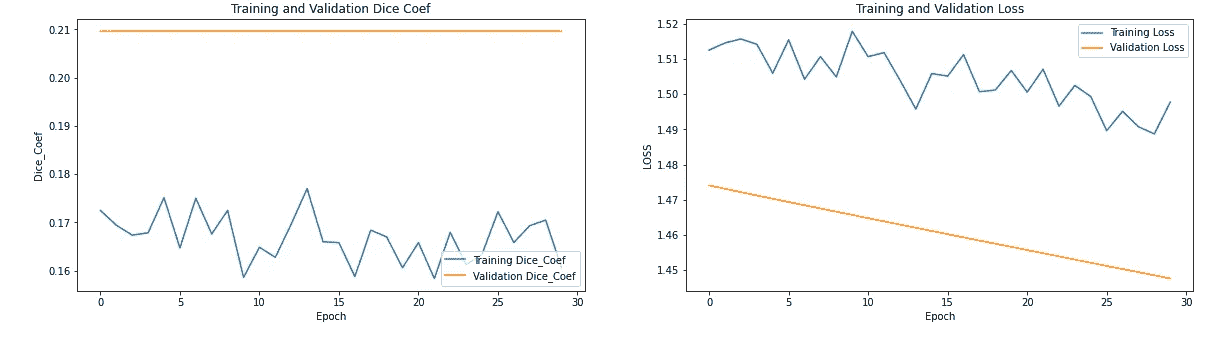 Training and Validation Dice Coef
0.21
0.20
0.19
0.18
0.17
0.16
Dice_Coef
0
5
10
15
20
25
30
Epoch
Training Dice_Coef
Validation Dice_Coef
Training and Validation Loss
1.52
1.51
1.50
1.49
1.48
1.47
1.46
1.45
LOSS
0
5
10
15
20
25
30
Epoch
Training Loss
Validation Loss